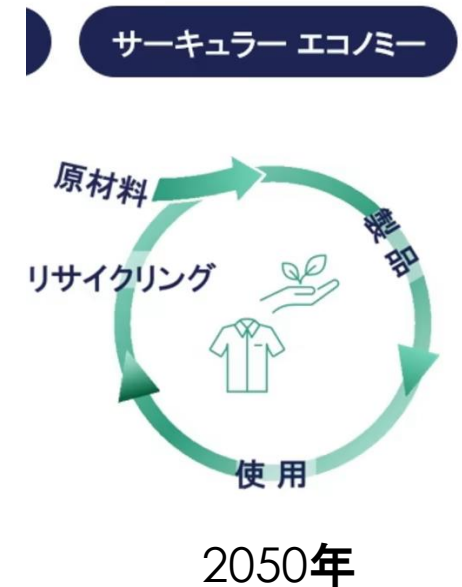 サーキュラー エコノミー
原材料
製品
リサイクリング
使用
2050年